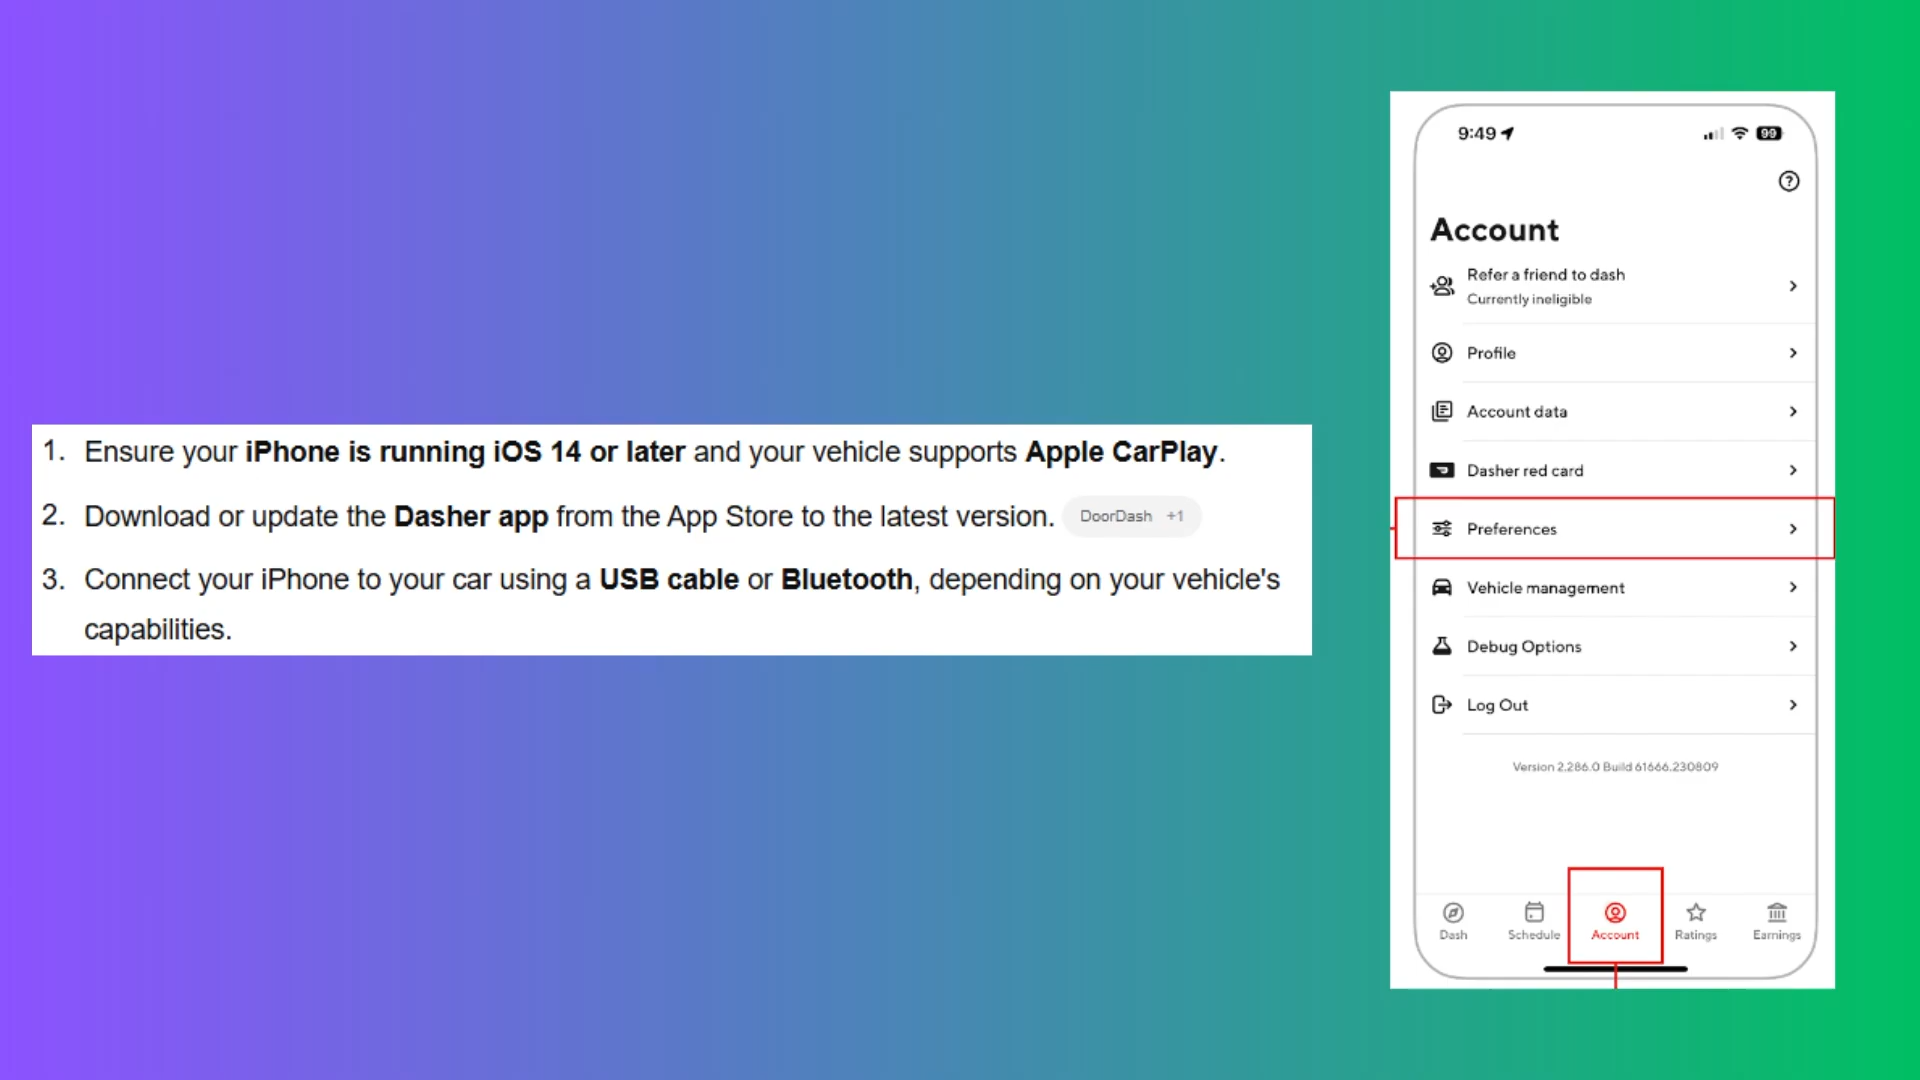 1. Ensure your iPhone is running iOS 14 or later and your vehicle supports Apple CarPlay.
2. Download or update the Dasher app from the App Store to the latest version. DoorDash +1
3. Connect your iPhone to your car using a USB cable or Bluetooth, depending on your vehicle's
capabilities.
9:49 99
Account
Refer a friend to dash
Currently ineligible
Profile
Account data
Dasher red card
Preferences
Vehicle management
Debug Options
Log Out
Version 2.286.0 Build 61666.230809
Dash Schedule Account Ratings Earnings